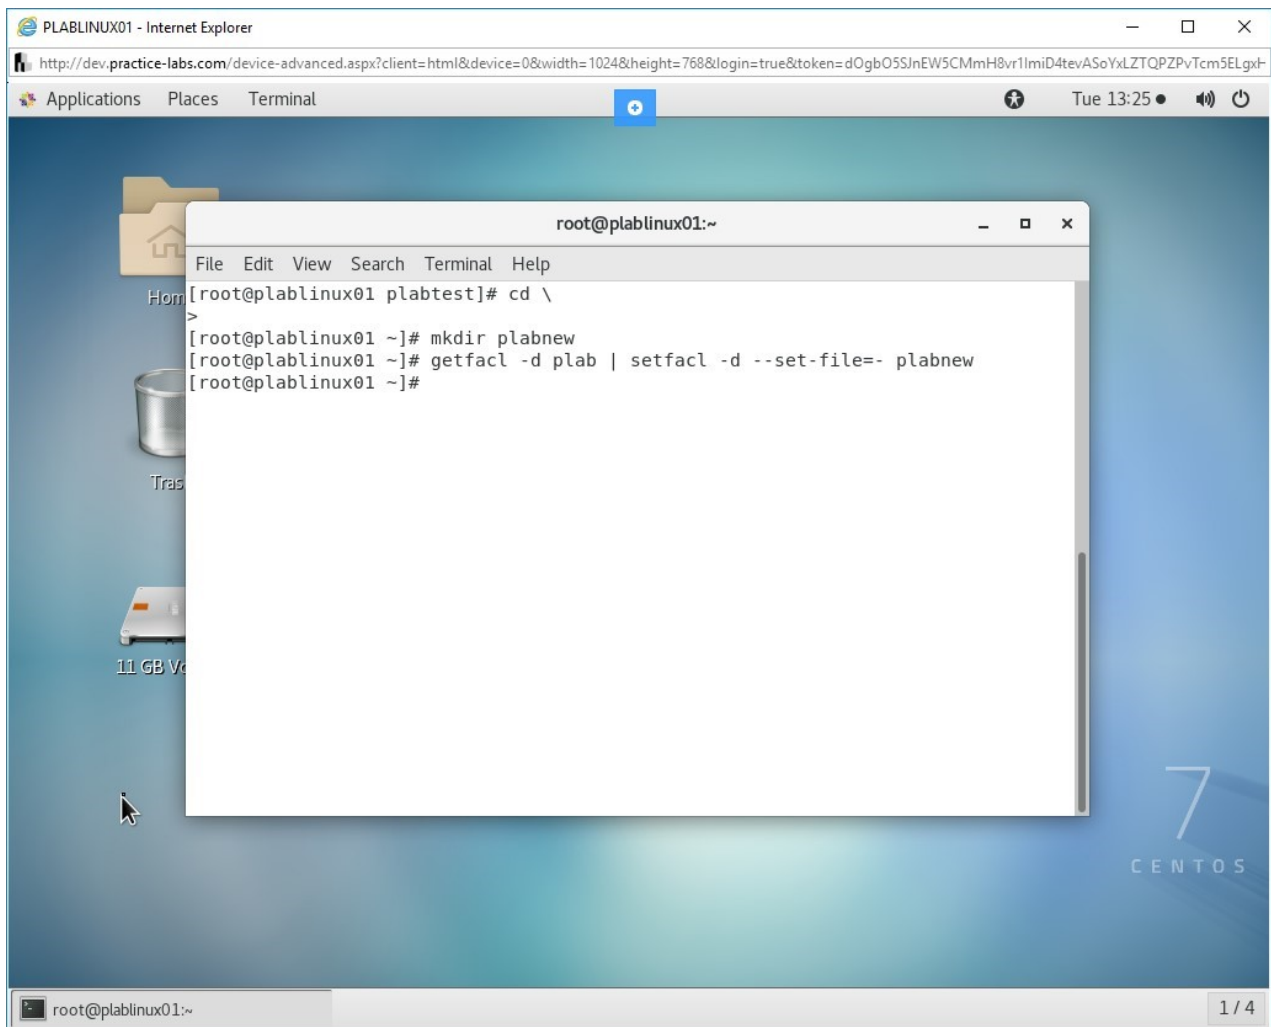 PLABLINUX01 - Internet Explorer
http://dev.practice-labs.com/device-advanced.aspx?client=html&device=0&width=1024&height=768&login=true&token=
Applications Places Terminal Tue 13:25
root@plablinux01:~
File Edit View Search Terminal Help
[root@plablinux01 plabtest]# cd \
>
[root@plablinux01 ~]# mkdir plabnew
[root@plablinux01 ~]# getfacl -d plab | setfacl -d --set-file=- plabnew
[root@plablinux01 ~]#
Hom
Tras
11 GB Vo
7
CENTOS
root@plablinux01:~
1 / 4